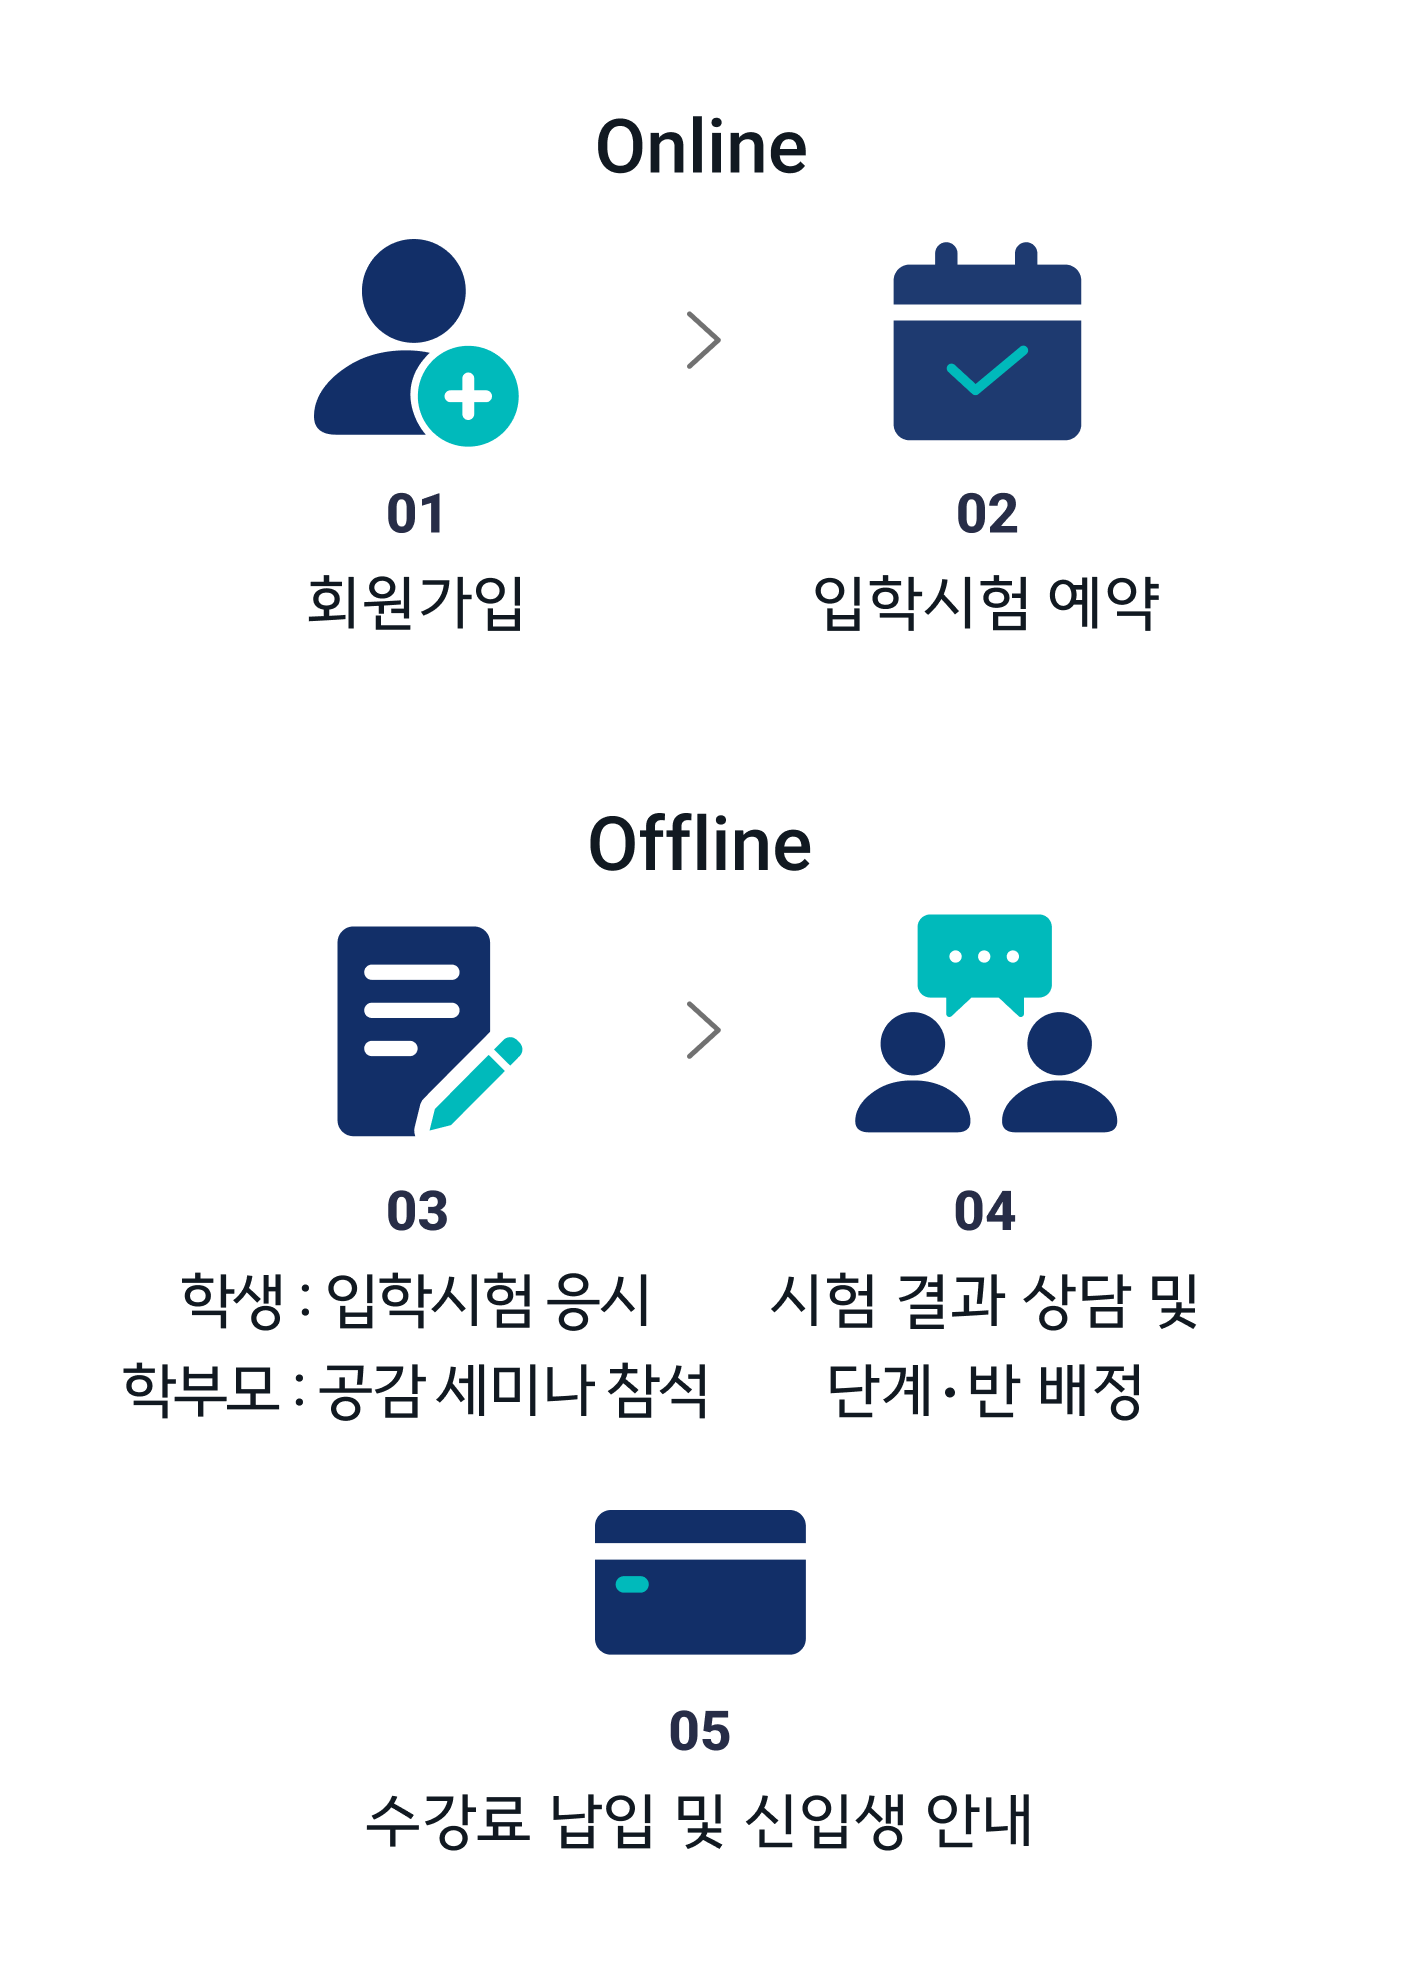 Online
01
회원가입
02
입학시험 예약
Offline
03
학생 : 입학시험 응시
학부모 : 공감 세미나 참석
04
시험 결과 상담 및
단계·반 배정
05
수강료 납입 및 신입생 안내